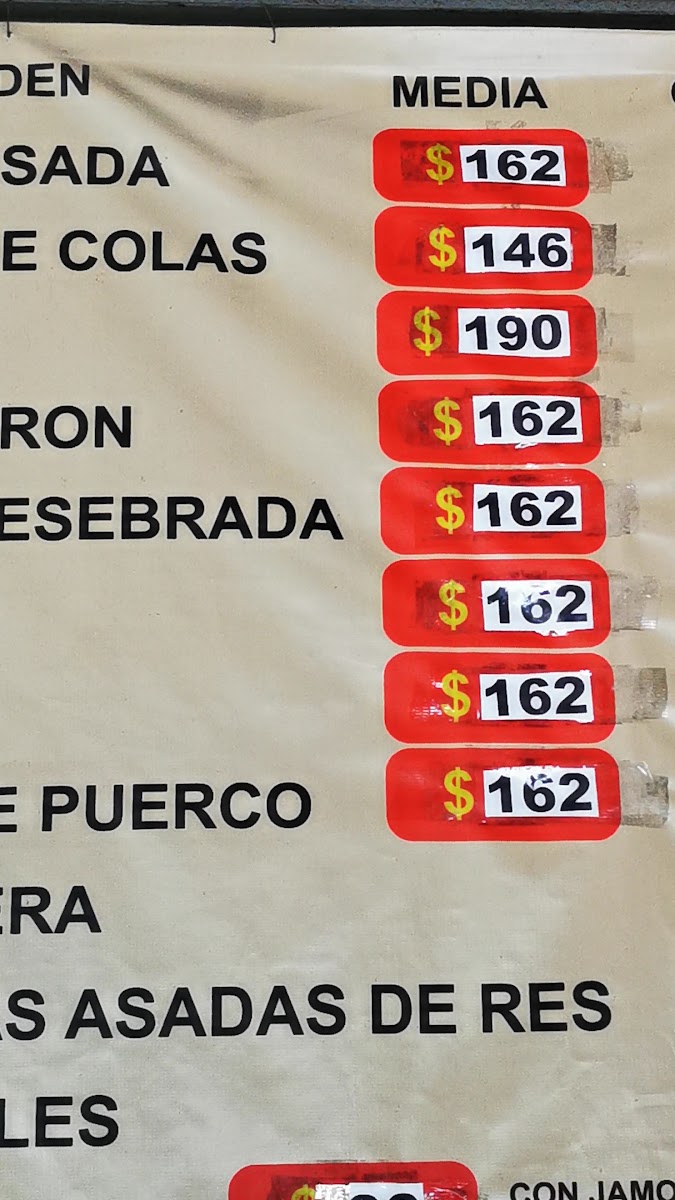 DEN MEDIA
SADA $162
E COLAS $146
$190
RON $162
ESEBRADA $162
$162
$162
E PUERCO $162
ERA
AS ASADAS DE RES
LES
$ CON JAMO